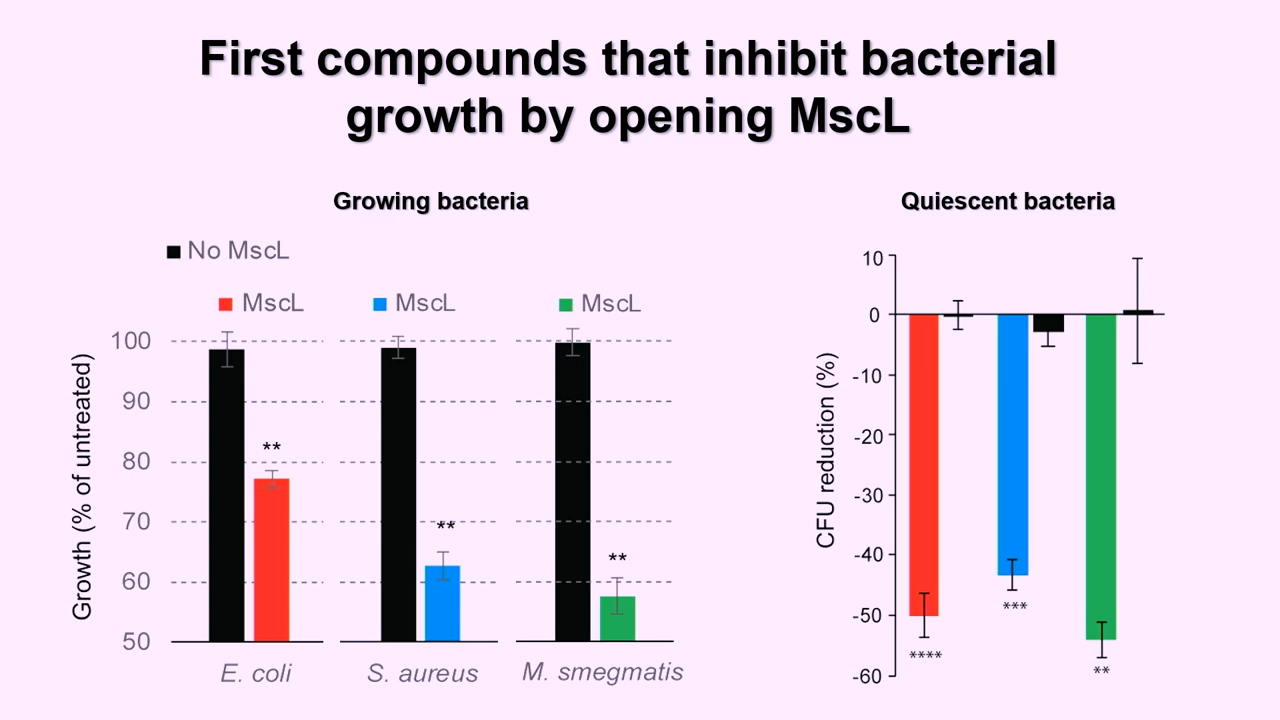 First compounds that inhibit bacterial
growth by opening MscL
Growing bacteria
No MscL
MscL
MscL
MscL
Growth (% of untreated)
100
90
80
70
60
50
**
**
**
E. coli
S. aureus
M. smegmatis
Quiescent bacteria
CFU reduction (%)
10
0
-10
-20
-30
-40
-50
-60
****
***
**